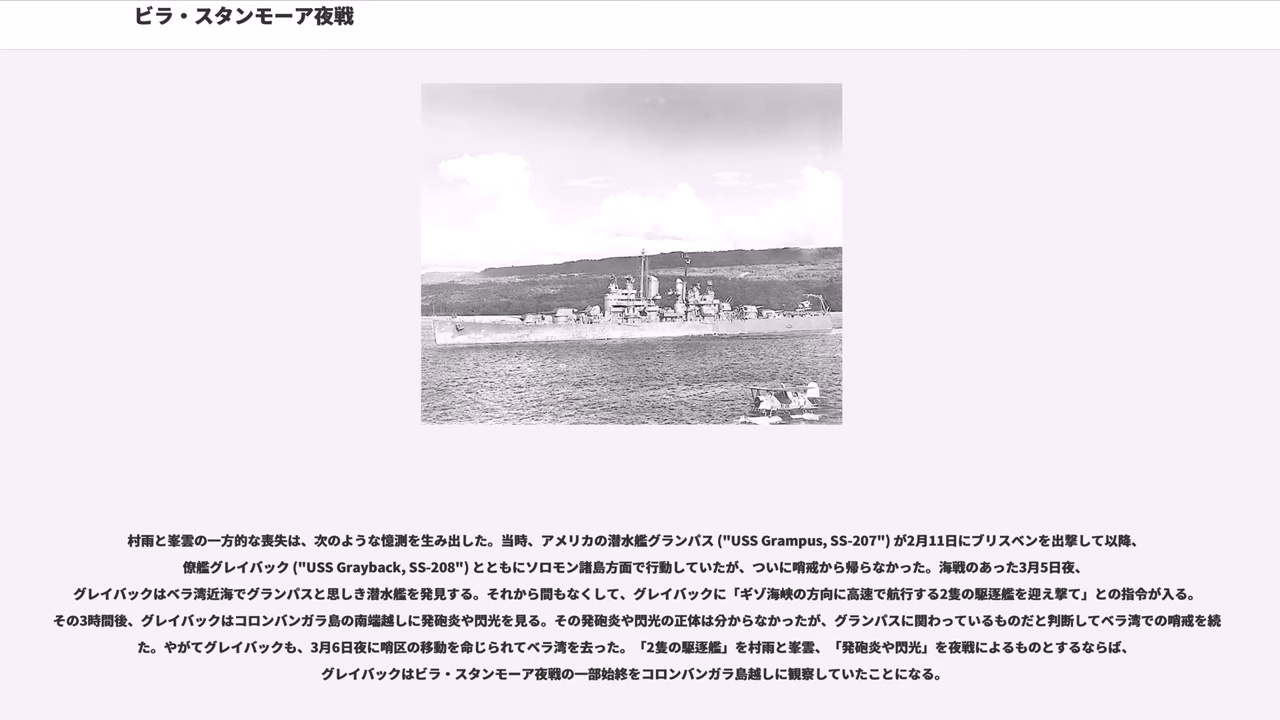 ビラ・スタンモーア夜戦
村雨と峯雲の一方的な喪失は、次のような憶測を生み出した。当時、アメリカの潜水艦グランパス ("USS Grampus, SS-207") が2月11日にブリスベンを出撃して以降、
僚艦グレイバック ("USS Grayback, SS-208") とともにソロモン諸島方面で行動していたが、ついに哨戒から帰らなかった。海戦のあった3月5日夜、
グレイバックはベラ湾近海でグランパスと思しき潜水艦を発見する。それから間もなくして、グレイバックに「ギゾ海峡の方向に高速で航行する2隻の駆逐艦を迎え撃て」との指令が入る。
その3時間後、グレイバックはコロンバンガラ島の南端越しに発砲炎や閃光を見る。その発砲炎や閃光の正体は分からなかったが、グランパスに関わっているものだと判断してベラ湾での哨戒を続
た。やがてグレイバックも、3月6日夜に哨区の移動を命じられてベラ湾を去った。「2隻の駆逐艦」を村雨と峯雲、「発砲炎や閃光」を夜戦によるものとするならば、
グレイバックはビラ・スタンモーア夜戦の一部始終をコロンバンガラ島越しに観察していたことになる。